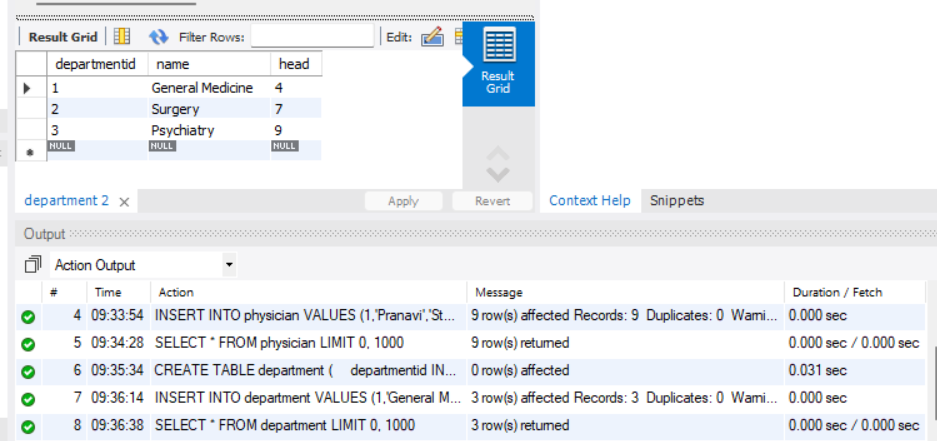 Result Grid Filter Rows: Edit:
departmentid name head
1 General Medicine 4
2 Surgery 7
3 Psychiatry 9
NULL NULL NULL
Result
Grid
department 2 Apply Revert Context Help Snippets
Output
Action Output
# Time Action Message Duration / Fetch
4 09:33:54 INSERT INTO physician VALUES (1,'Pranavi','St... 9 row(s) affected Records: 9 Duplicates: 0 Warni... 0.000 sec
5 09:34:28 SELECT * FROM physician LIMIT 0, 1000 9 row(s) returned 0.000 sec / 0.000 sec
6 09:35:34 CREATE TABLE department ( departmentid IN... 0 row(s) affected 0.031 sec
7 09:36:14 INSERT INTO department VALUES (1,'General M... 3 row(s) affected Records: 3 Duplicates: 0 Warni... 0.000 sec
8 09:36:38 SELECT * FROM department LIMIT 0, 1000 3 row(s) returned 0.000 sec / 0.000 sec